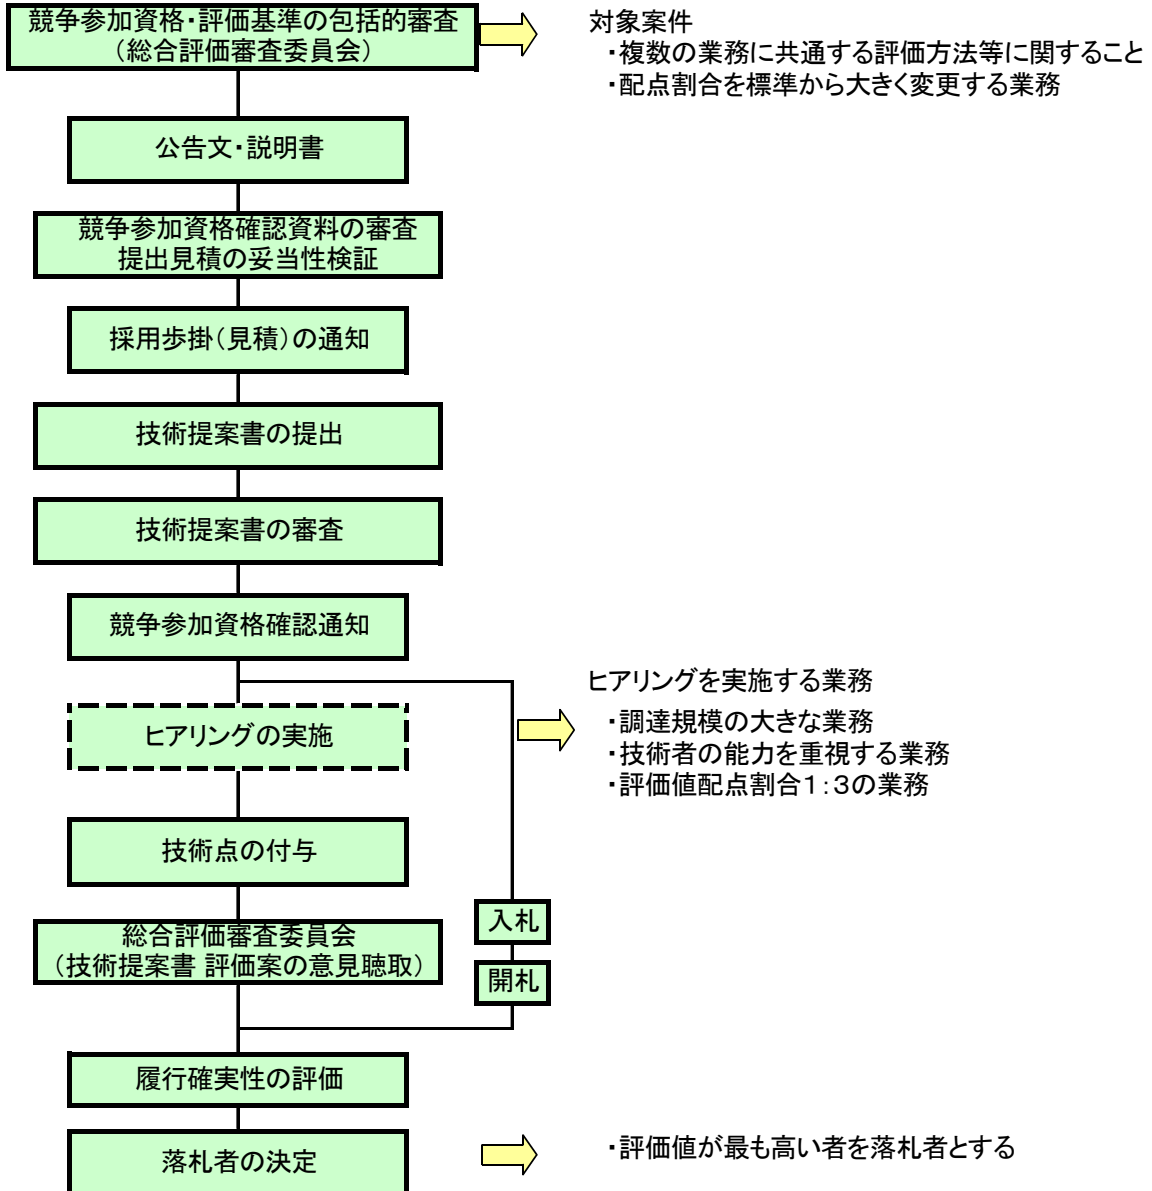 競争参加資格・評価基準の包括的審査
（総合評価審査委員会）
対象案件
・複数の業務に共通する評価方法等に関すること
・配点割合を標準から大きく変更する業務
公告文・説明書
競争参加資格確認資料の審査
提出見積の妥当性検証
採用歩掛（見積）の通知
技術提案書の提出
技術提案書の審査
競争参加資格確認通知
ヒアリングの実施
ヒアリングを実施する業務
・調達規模の大きな業務
・技術者の能力を重視する業務
・評価値配点割合１：３の業務
技術点の付与
総合評価審査委員会
（技術提案書 評価案の意見聴取）
入札
開札
履行確実性の評価
落札者の決定
・評価値が最も高い者を落札者とする